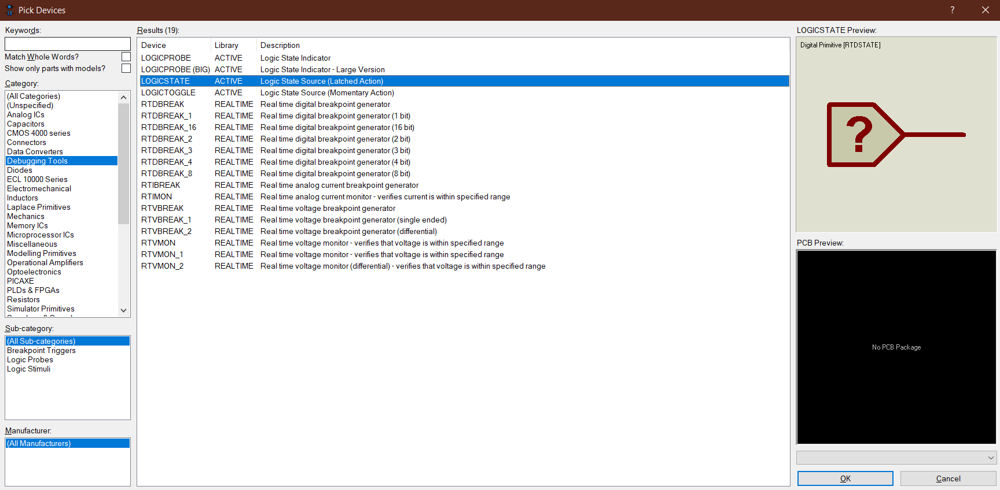 Pick Devices
?
Keywords:
Match Whole Words?
Show only parts with models?
Category:
(All Categories)
(Unspecified)
Analog ICs
Capacitors
CMOS 4000 series
Connectors
Data Converters
Debugging Tools
Diodes
ECL 10000 Series
Electromechanical
Inductors
Laplace Primitives
Mechanics
Memory ICs
Microprocessor ICs
Miscellaneous
Modelling Primitives
Operational Amplifiers
Optoelectronics
PICAXE
PLDs & FPGAs
Resistors
Simulator Primitives
Sub-category:
(All Sub-categories)
Breakpoint Triggers
Logic Probes
Logic Stimuli
Manufacturer:
(All Manufacturers)
Results (19):
Device Library Description
LOGICPROBE ACTIVE Logic State Indicator
LOGICPROBE (BIG) ACTIVE Logic State Indicator - Large Version
LOGICSTATE ACTIVE Logic State Source (Latched Action)
LOGICTOGGLE ACTIVE Logic State Source (Momentary Action)
RTDBREAK REALTIME Real time digital breakpoint generator
RTDBREAK_1 REALTIME Real time digital breakpoint generator (1 bit)
RTDBREAK_16 REALTIME Real time digital breakpoint generator (16 bit)
RTDBREAK_2 REALTIME Real time digital breakpoint generator (2 bit)
RTDBREAK_3 REALTIME Real time digital breakpoint generator (3 bit)
RTDBREAK_4 REALTIME Real time digital breakpoint generator (4 bit)
RTDBREAK_8 REALTIME Real time digital breakpoint generator (8 bit)
RTIBREAK REALTIME Real time analog current breakpoint generator
RTIMON REALTIME Real time analog current monitor - verifies current is within specified range
RTVBREAK REALTIME Real time voltage breakpoint generator
RTVBREAK_1 REALTIME Real time voltage breakpoint generator (single ended)
RTVBREAK_2 REALTIME Real time voltage breakpoint generator (differential)
RTVMON REALTIME Real time voltage monitor - verifies that voltage is within specified range
RTVMON_1 REALTIME Real time voltage monitor - verifies that voltage is within specified range
RTVMON_2 REALTIME Real time voltage monitor (differential) - verifies that voltage is within specified range
LOGICSTATE Preview:
Digital Primitive [RTDSTATE]
?
PCB Preview:
No PCB Package
OK
Cancel